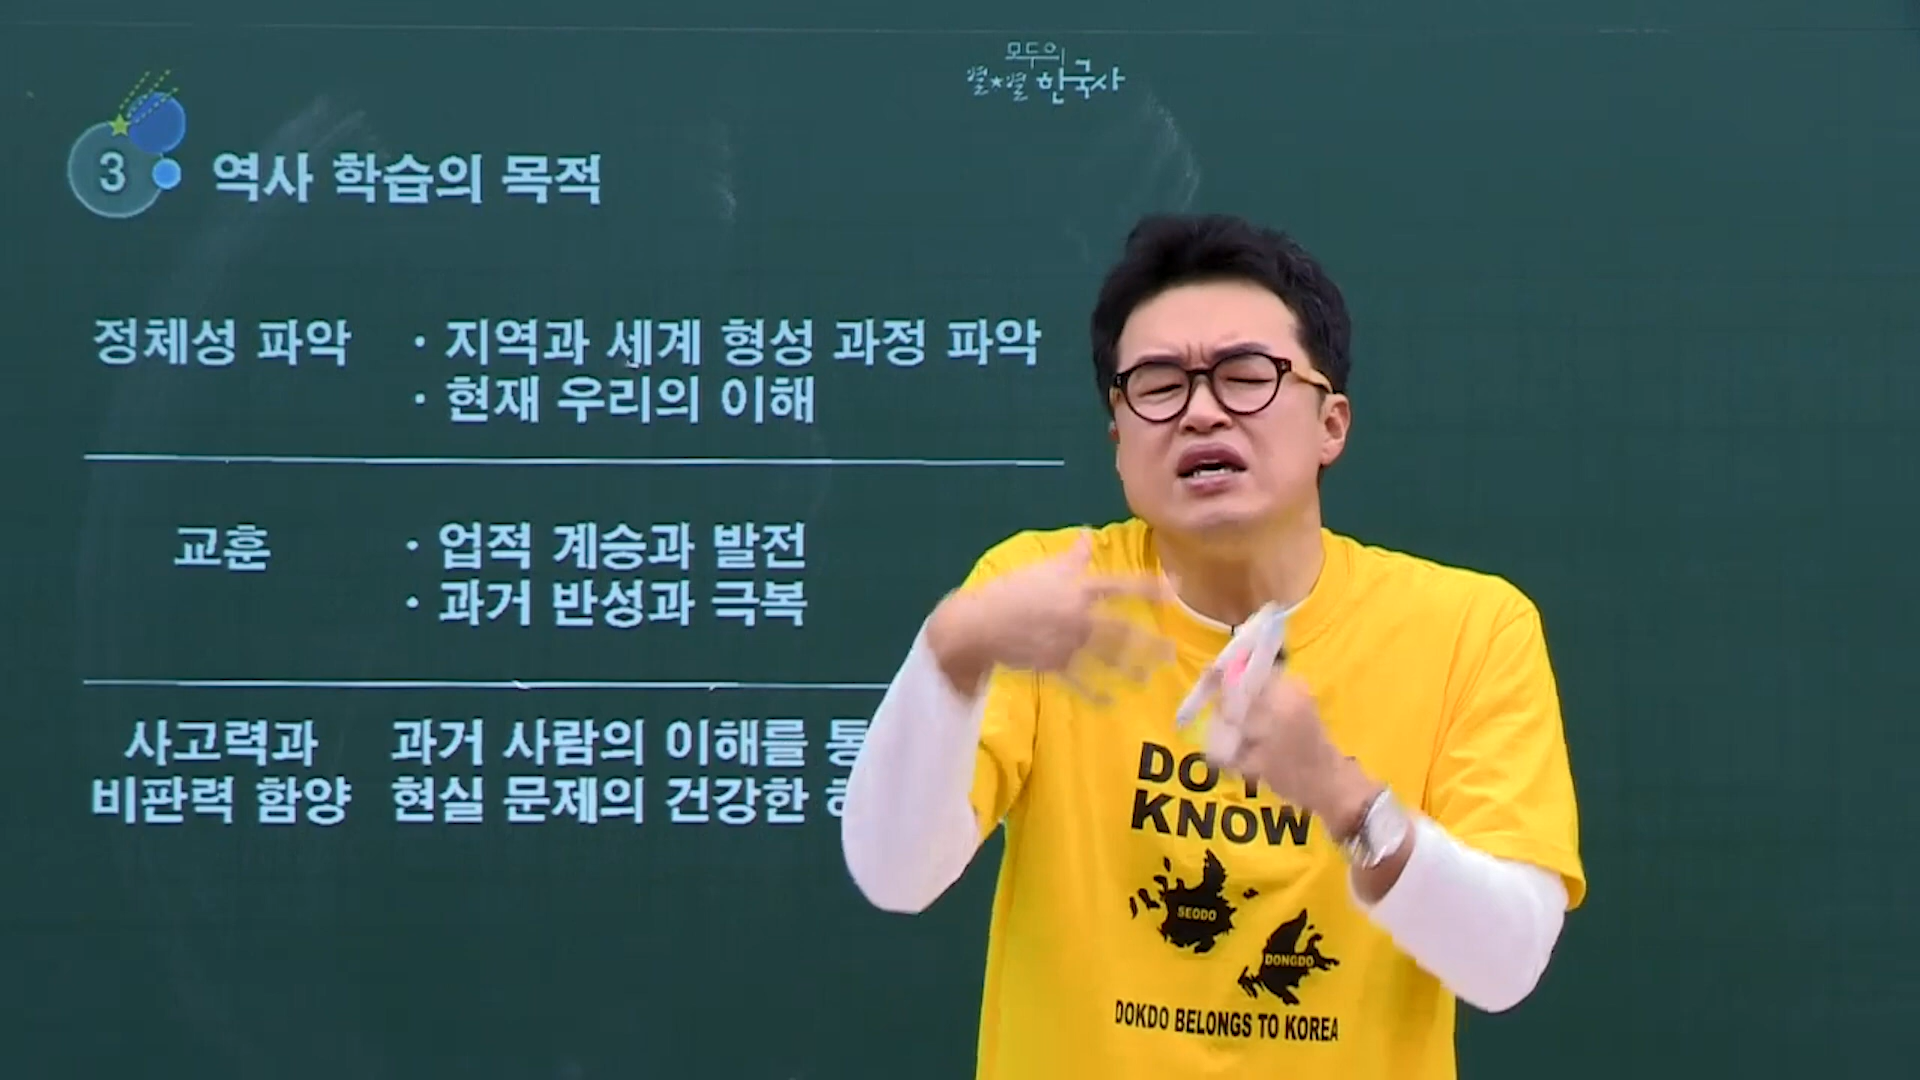 모두의
별★별 한국사
3 역사 학습의 목적
정체성 파악 · 지역과 세계 형성 과정 파악
· 현재 우리의 이해
교훈 · 업적 계승과 발전
· 과거 반성과 극복
사고력과 과거 사람의 이해를
비판력 함양 현실 문제의 건강한
DO
KNOW
SEODO
DONGDO
DOKDO BELONGS TO KOREA